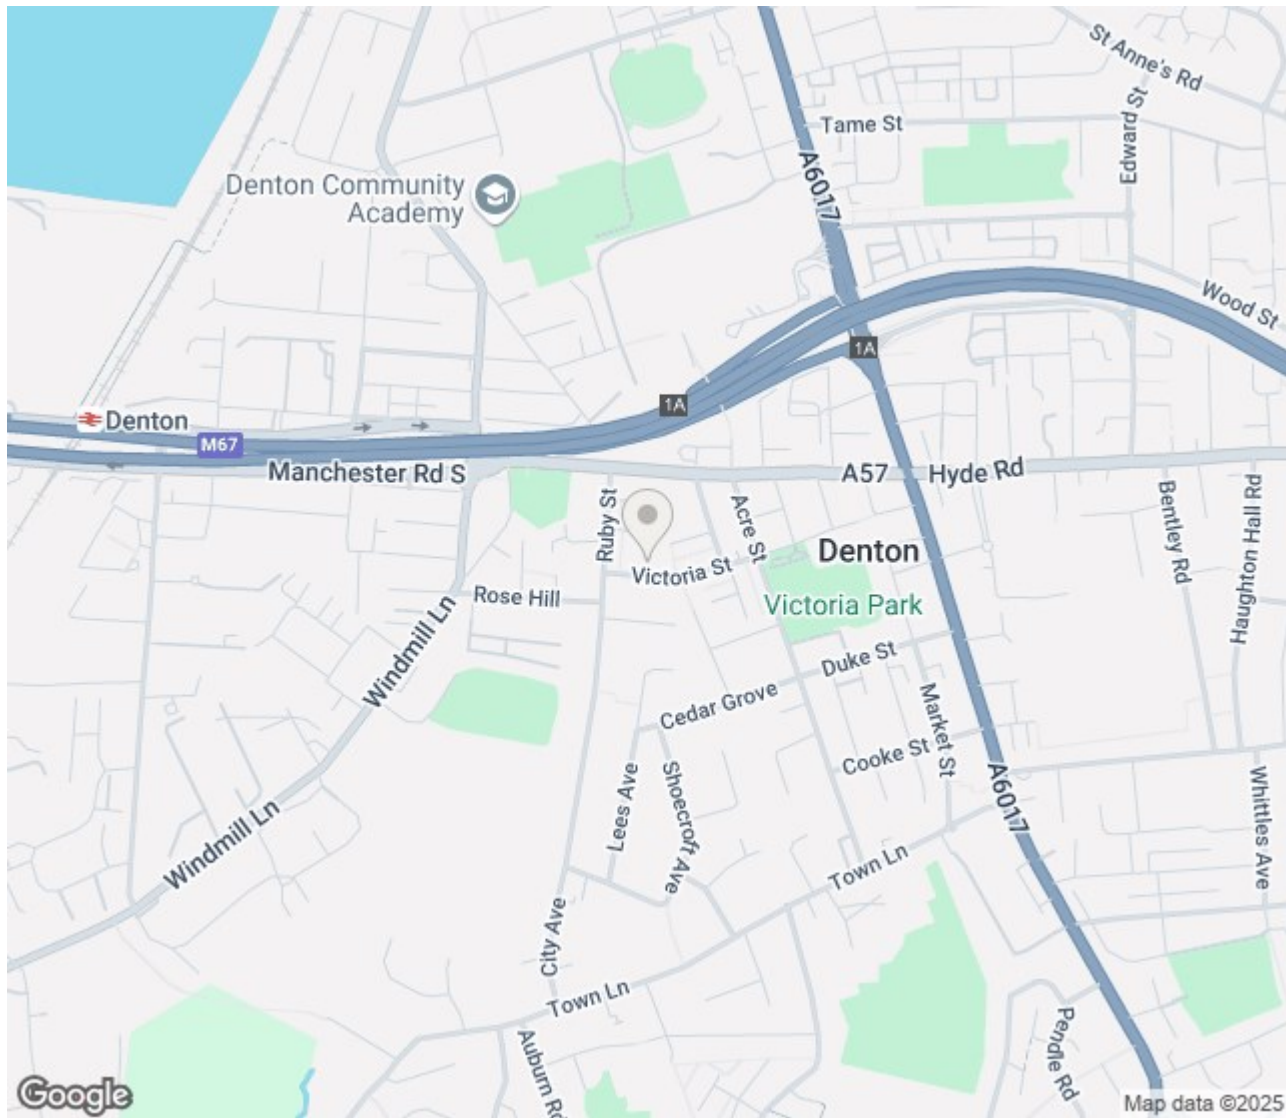 St Anne's Rd
Tame St
Edward St
A6017
Denton Community
Academy
Wood St
1A
1A
Denton
M67
Manchester Rd S
A57
Hyde Rd
Ruby St
Acre St
Bentley Rd
Haughton Hall Rd
Denton
Victoria St
Rose Hill
Victoria Park
Windmill Ln
Duke St
Cedar Grove
Market St
Cooke St
Lees Ave
Shoecroft Ave
A6017
Whittles Ave
Windmill Ln
Town Ln
City Ave
Town Ln
Auburn Rd
Pendle Rd
Google
Map data ©2025